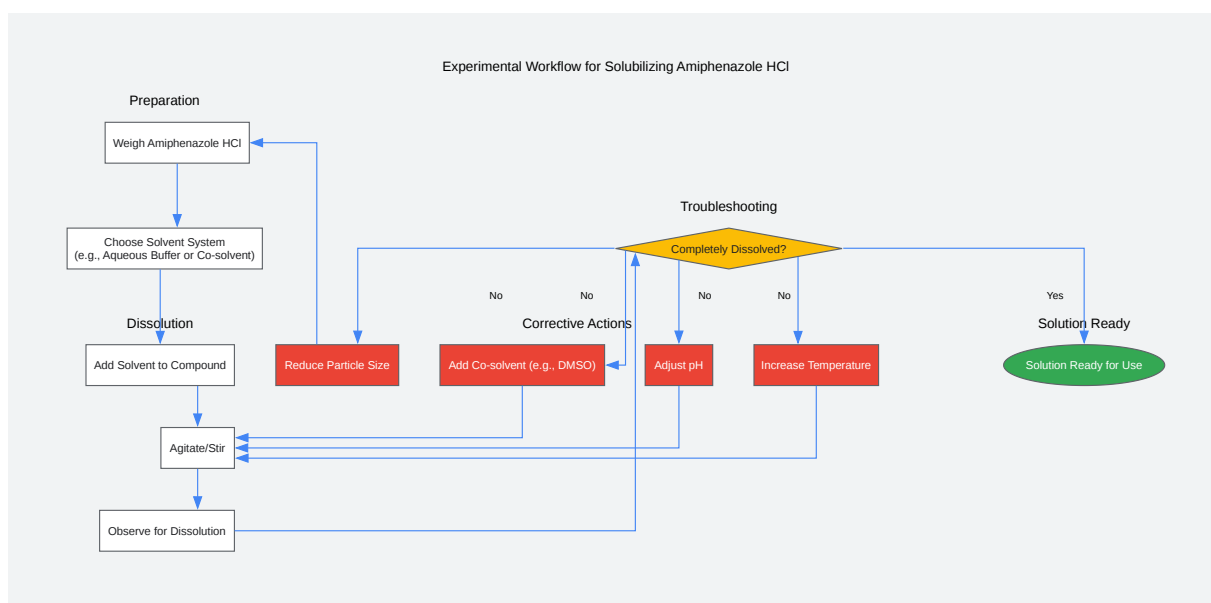 Experimental Workflow for Solubilizing Amiphenazole HCl
Preparation
Weigh Amiphenazole HCl
Choose Solvent System
(e.g., Aqueous Buffer or Co-solvent)
Troubleshooting
Completely Dissolved?
No
No
No
No
Yes
Dissolution
Corrective Actions
Solution Ready
Add Solvent to Compound
Reduce Particle Size
Add Co-solvent (e.g., DMSO)
Adjust pH
Increase Temperature
Solution Ready for Use
Agitate/Stir
Observe for Dissolution